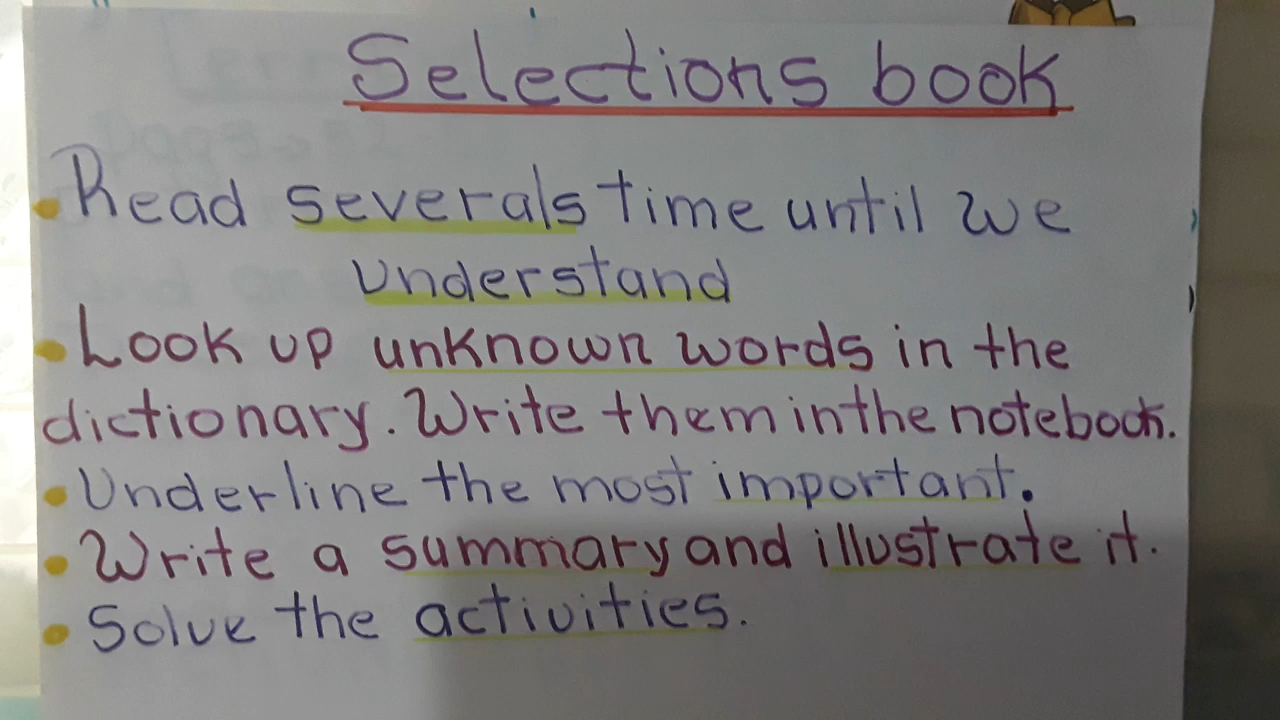 Selections book
• Read severals time until we
understand
• Look up unknown words in the
dictionary. Write them in the notebook.
• Underline the most important.
• Write a summary and illustrate it.
• Solve the activities.